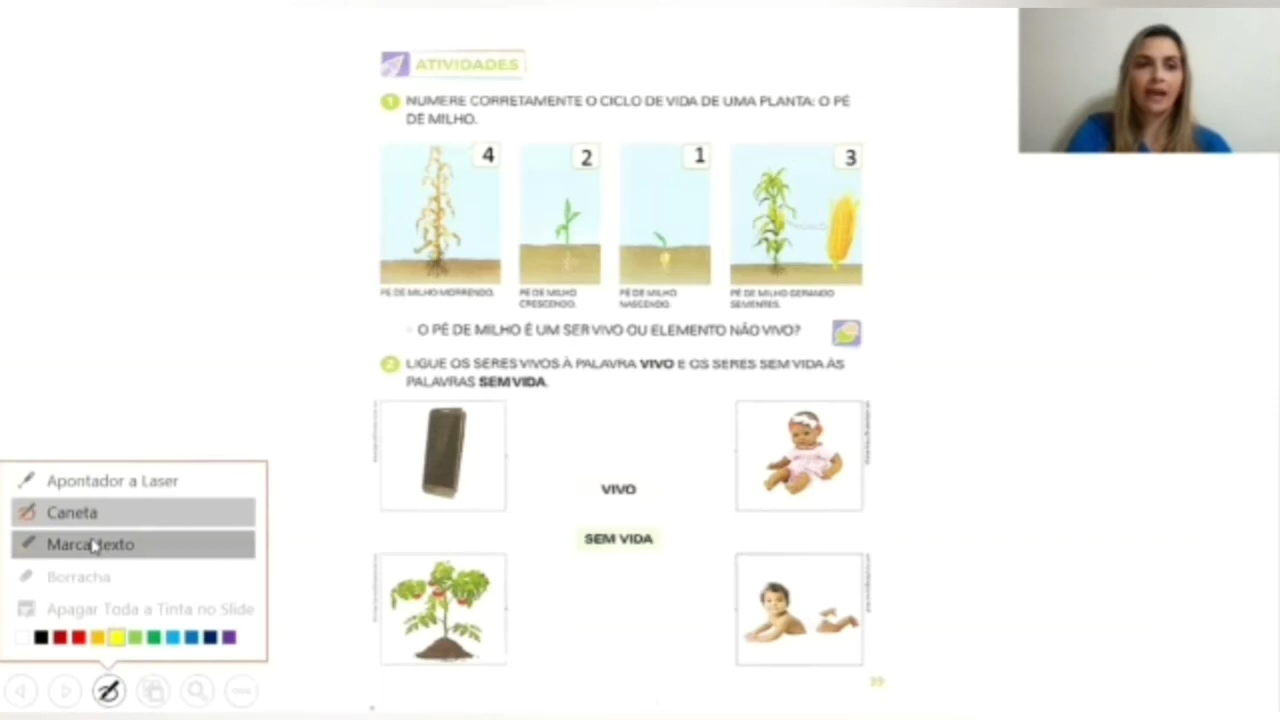 ATIVIDADES
1 NUMERE CORRETAMENTE O CICLO DE VIDA DE UMA PLANTA: O PÉ
DE MILHO.
4 2 1 3
PÉ DE MILHO MORRENDO.
PÉ DE MILHO
CRESCENDO.
PÉ DE MILHO
NASCENDO.
PÉ DE MILHO GERANDO
SEMENTES.
O PÉ DE MILHO É UM SER VIVO OU ELEMENTO NÃO VIVO?
2 LIGUE OS SERES VIVOS À PALAVRA VIVO E OS SERES SEM VIDA ÀS
PALAVRAS SEM VIDA.
VIVO
SEM VIDA
39
Apontador a Laser
Caneta
Marca-texto
Borracha
Apagar Toda a Tinta no Slide